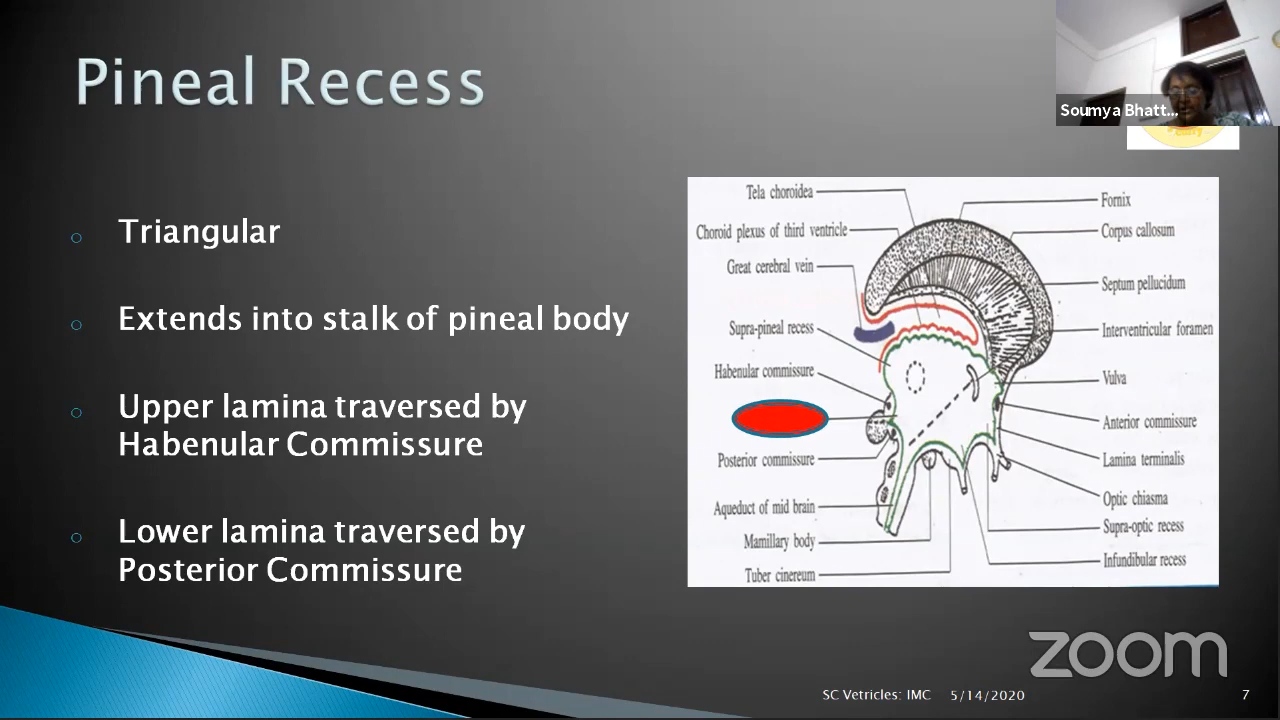 Pineal Recess
Soumya Bhatt...
Triangular
Extends into stalk of pineal body
Upper lamina traversed by
Habenular Commissure
Lower lamina traversed by
Posterior Commissure
Tela choroidea
Choroid plexus of third ventricle
Great cerebral vein
Supra-pineal recess
Habenular commissure
Posterior commissure
Aqueduct of mid brain
Mamillary body
Tuber cinereum
Fornix
Corpus callosum
Septum pellucidum
Interventricular foramen
Vulva
Anterior commissure
Lamina terminalis
Optic chiasma
Supra-optic recess
Infundibular recess
zoom
SC Vetricles: IMC 5/14/2020 7